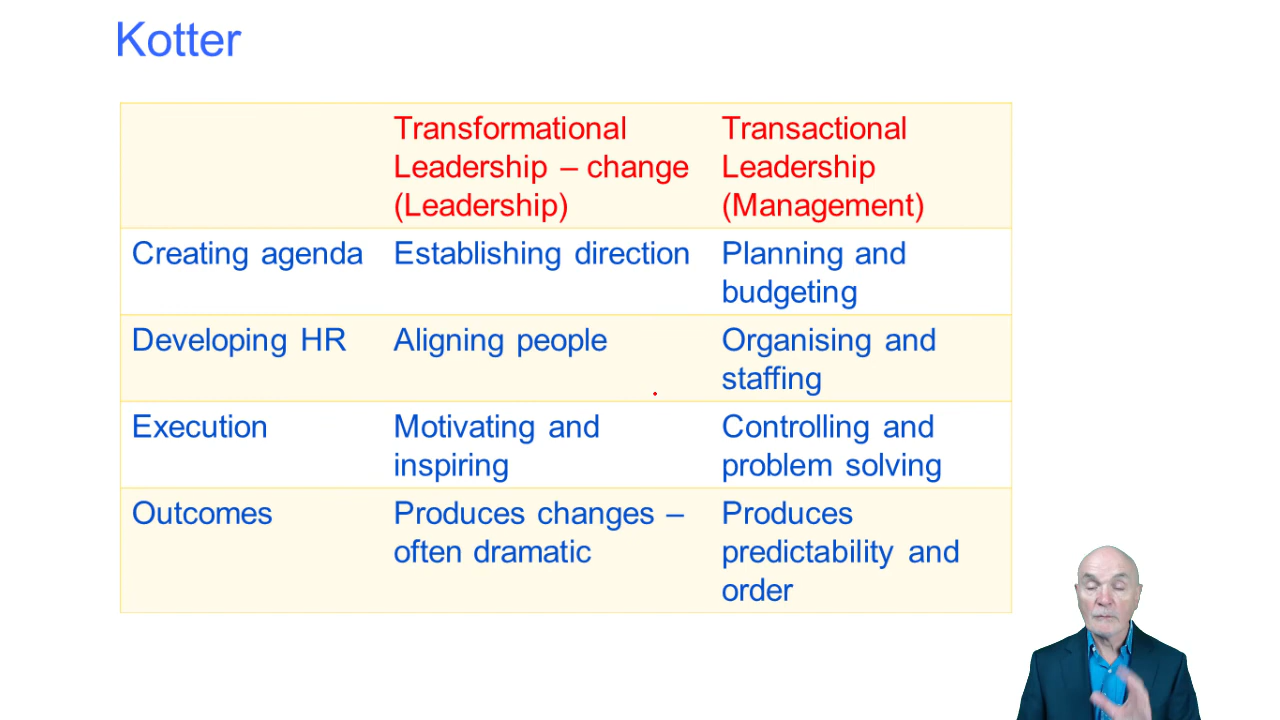 Kotter
Transformational
Leadership – change
(Leadership)
Transactional
Leadership
(Management)
Creating agenda
Establishing direction
Planning and
budgeting
Developing HR
Aligning people
Organising and
staffing
Execution
Motivating and
inspiring
Controlling and
problem solving
Outcomes
Produces changes –
often dramatic
Produces
predictability and
order